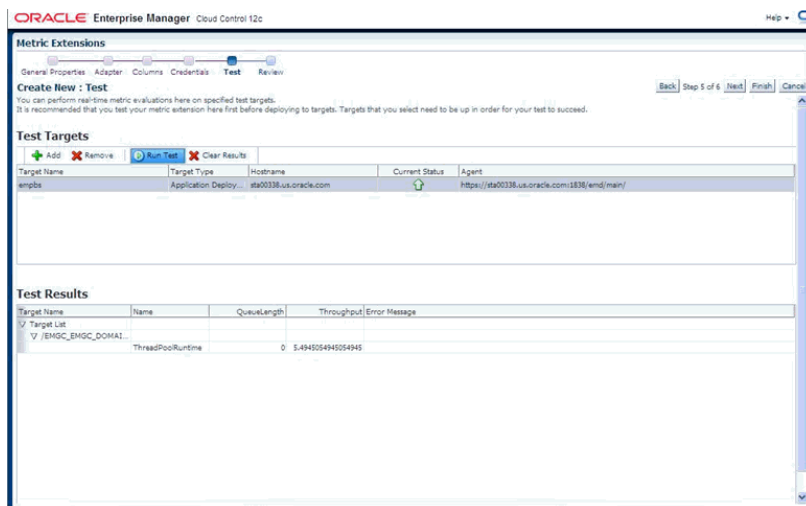 ORACLE Enterprise Manager Cloud Control 12c
Help
Metric Extensions
General Properties Adapter Columns Credentials Test Review
Create New : Test
Back Step 5 of 6 Next Finish Cancel
You can perform real-time metric evaluations here on specified test targets.
It is recommended that you test your metric extension here first before deploying to targets. Targets that you select need to be up in order for your test to succeed.
Test Targets
Add Remove Run Test Clear Results
Target Name Target Type Hostname Current Status Agent
empbs Application Deploy... sta00338.us.oracle.com https://sta00338.us.oracle.com:1838/emd/main/
Test Results
Target Name Name QueueLength Throughput Error Message
Target List
/EMGC_EMGC_DOMAI...
ThreadPoolRuntime 0 5.4945054945054945